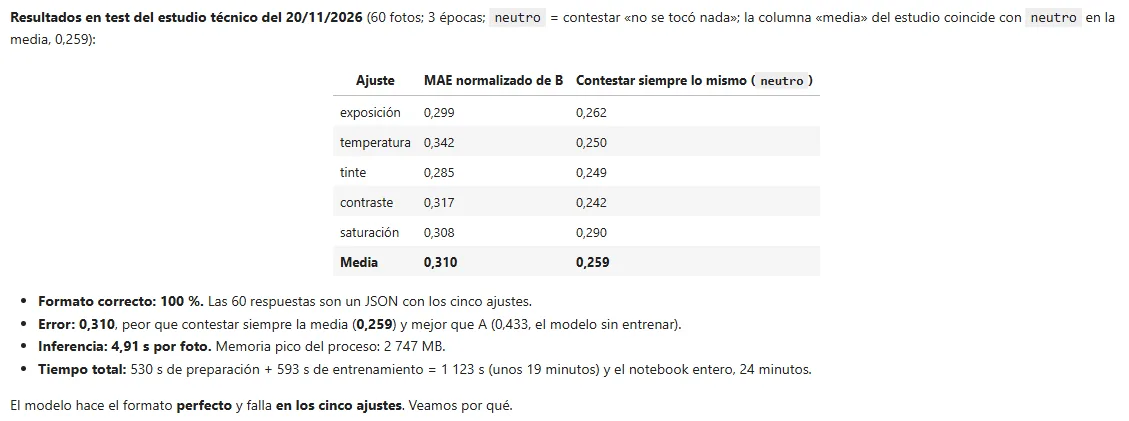 Resultados en test del estudio técnico del 20/11/2026 (60 fotos; 3 épocas; neutro = contestar «no se tocó nada»; la columna «media» del estudio coincide con neutro en la
media, 0,259):
Ajuste MAE normalizado de B Contestar siempre lo mismo ( neutro )
exposición 0,299 0,262
temperatura 0,342 0,250
tinte 0,285 0,249
contraste 0,317 0,242
saturación 0,308 0,290
Media 0,310 0,259
• Formato correcto: 100 %. Las 60 respuestas son un JSON con los cinco ajustes.
• Error: 0,310, peor que contestar siempre la media (0,259) y mejor que A (0,433, el modelo sin entrenar).
• Inferencia: 4,91 s por foto. Memoria pico del proceso: 2 747 MB.
• Tiempo total: 530 s de preparación + 593 s de entrenamiento = 1 123 s (unos 19 minutos) y el notebook entero, 24 minutos.
El modelo hace el formato perfecto y falla en los cinco ajustes. Veamos por qué.